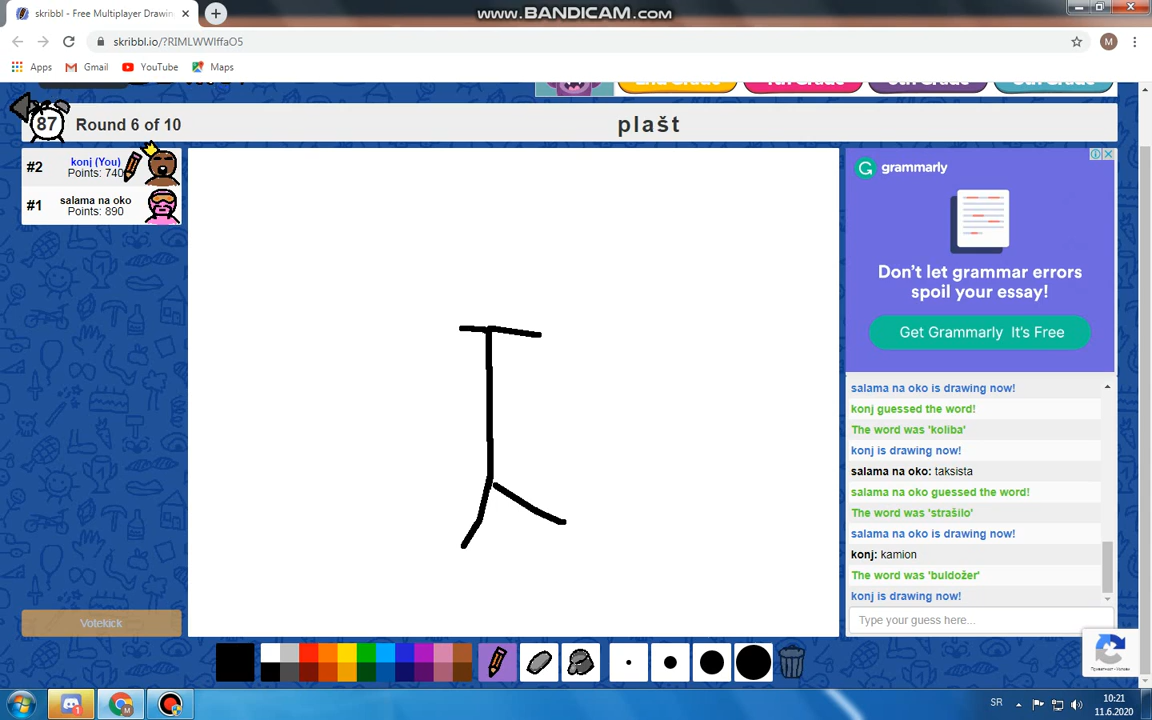 www.BANDICAM.com
skribbl - Free Multiplayer Drawin
skribbl.io/?RIMLWWIffaO5
M
Apps
Gmail
YouTube
Maps
87
Round 6 of 10
plašt
#2
konj (You)
Points: 740
#1
salama na oko
Points: 890
Votekick
grammarly
Don't let grammar errors
spoil your essay!
Get Grammarly It's Free
salama na oko is drawing now!
konj guessed the word!
The word was 'koliba'
konj is drawing now!
salama na oko: taksista
salama na oko guessed the word!
The word was 'strašilo'
salama na oko is drawing now!
konj: kamion
The word was 'buldožer'
konj is drawing now!
Type your guess here...
SR
10:21
11.6.2020